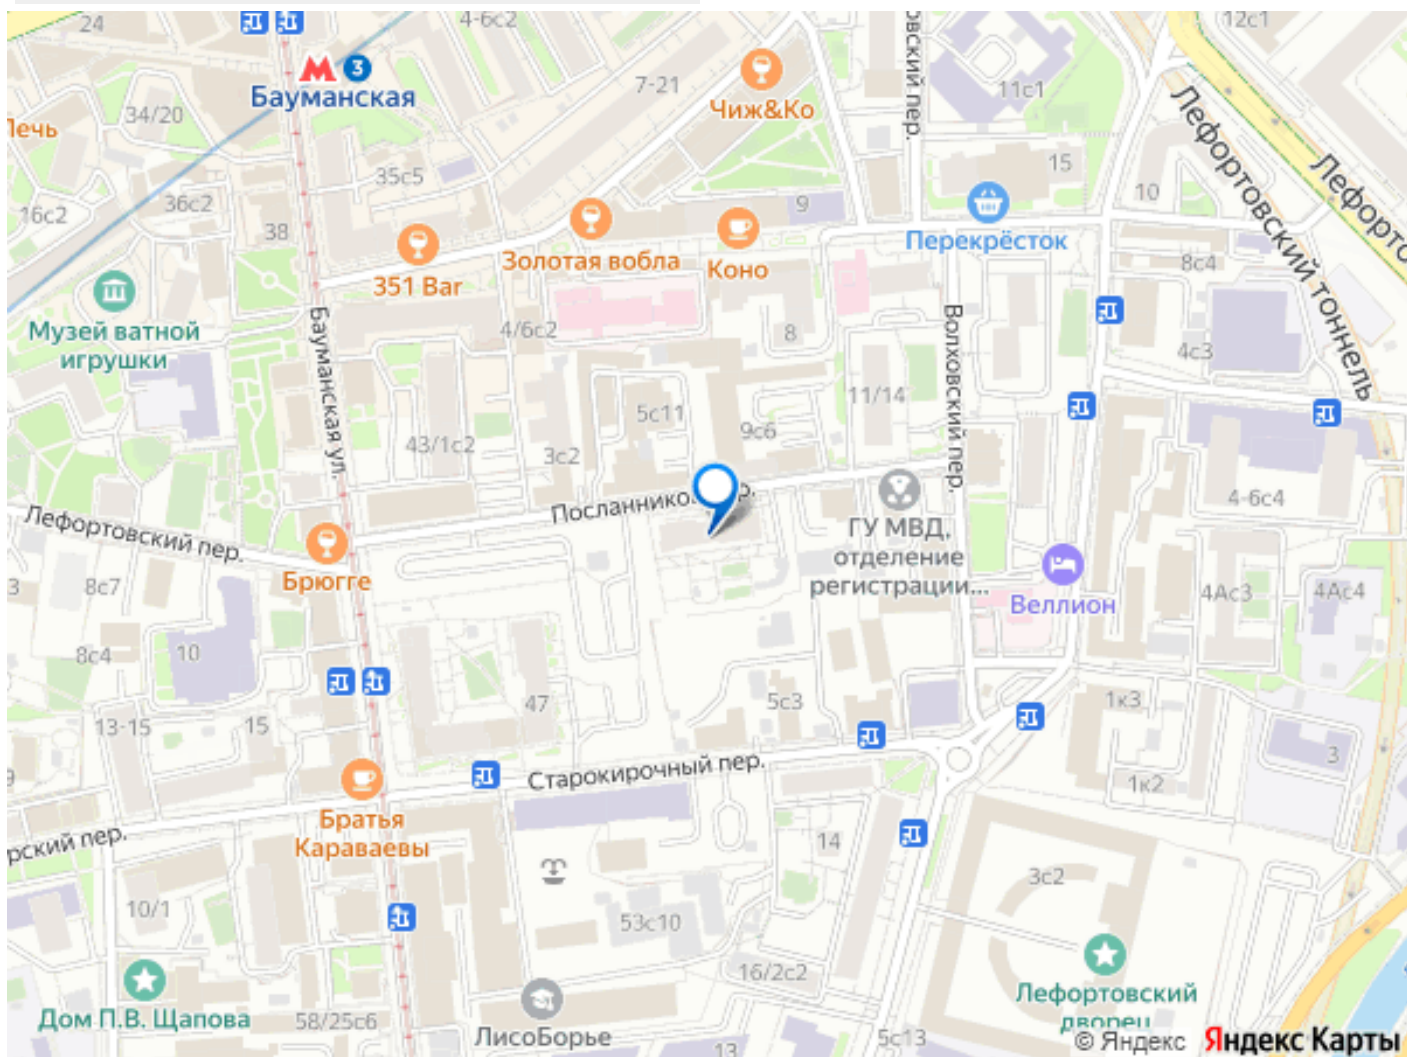 24
4-6с2
12с1
3
Бауманская
7-21
Чиж&Ко
11с1
овский пер.
Печь
34/20
35с5
36с2
16с2
38
15
10
9
Лефортовский тоннель
Лефорто
351 Bar
Золотая вобла
Коно
Перекрёсток
8с4
Музей ватной
игрушки
Бауманская ул.
4/6с2
8
Волховский пер.
4с3
11/14
5с11
43/1с2
3с2
9с6
4-6с4
Лефортовский пер.
Посланников
р.
ГУ МВД,
отделение
регистрации...
Брюгге
Веллион
3
8с7
4Ас3
4Ас4
8с4
10
13-15
15
47
5с3
1к3
3
1к2
9
Старокирочный пер.
рский пер.
Братья
Караваевы
14
3с2
10/1
53с10
16/2с2
Дом П.В. Щапова
58/25с6
ЛисоБорье
13
5с13
Лефортовский
дворец
© Яндекс Яндекс Карты